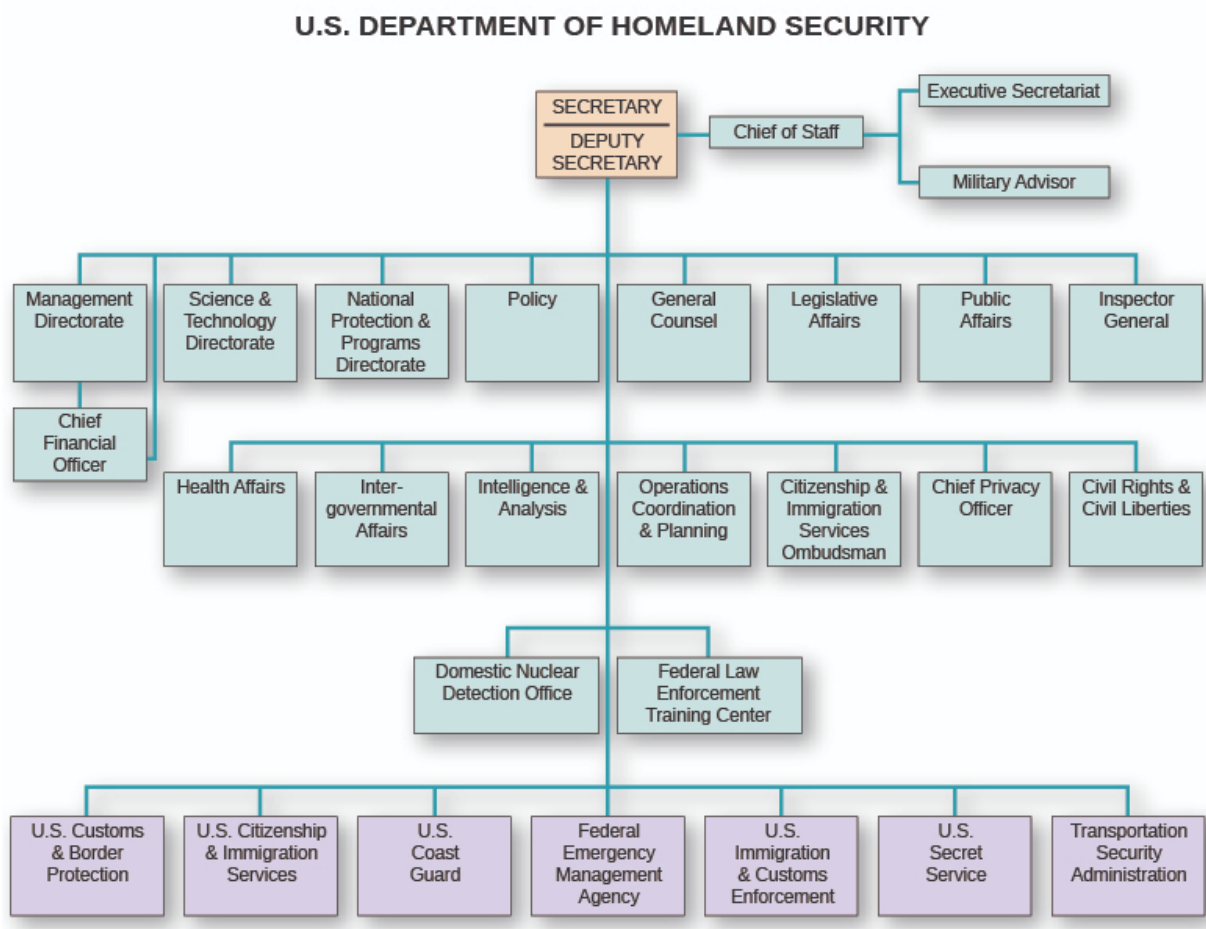 U.S. DEPARTMENT OF HOMELAND SECURITY
SECRETARY
DEPUTY
SECRETARY
Chief of Staff
Executive Secretariat
Military Advisor
Management
Directorate
Science &
Technology
Directorate
National
Protection &
Programs
Directorate
Policy
General
Counsel
Legislative
Affairs
Public
Affairs
Inspector
General
Chief
Financial
Officer
Health Affairs
Inter-
governmental
Affairs
Intelligence &
Analysis
Operations
Coordination
& Planning
Citizenship &
Immigration
Services
Ombudsman
Chief Privacy
Officer
Civil Rights &
Civil Liberties
Domestic Nuclear
Detection Office
Federal Law
Enforcement
Training Center
U.S. Customs
& Border
Protection
U.S. Citizenship
& Immigration
Services
U.S.
Coast
Guard
Federal
Emergency
Management
Agency
U.S.
Immigration
& Customs
Enforcement
U.S.
Secret
Service
Transportation
Security
Administration